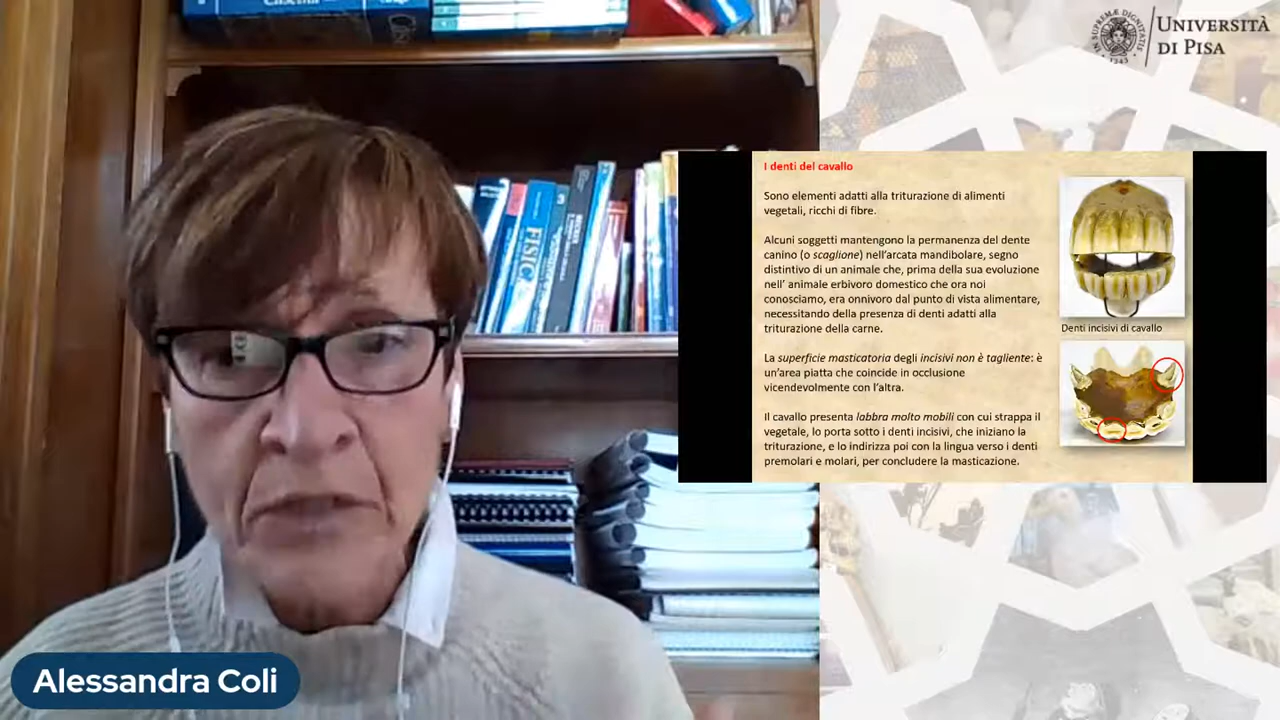 UNIVERSITÀ
DI PISA
IN SUPREMÆ DIGNITATIS
1343
I denti del cavallo
Sono elementi adatti alla triturazione di alimenti
vegetali, ricchi di fibre.
Alcuni soggetti mantengono la permanenza del dente
canino (o scaglione) nell'arcata mandibolare, segno
distintivo di un animale che, prima della sua evoluzione
nell' animale erbivoro domestico che ora noi
conosciamo, era onnivoro dal punto di vista alimentare,
necessitando della presenza di denti adatti alla
triturazione della carne.
La superficie masticatoria degli incisivi non è tagliente: è
un'area piatta che coincide in occlusione
vicendevolmente con l'altra.
Il cavallo presenta labbra molto mobili con cui strappa il
vegetale, lo porta sotto i denti incisivi, che iniziano la
triturazione, e lo indirizza poi con la lingua verso i denti
premolari e molari, per concludere la masticazione.
Denti incisivi di cavallo
FISICA
Alessandra Coli